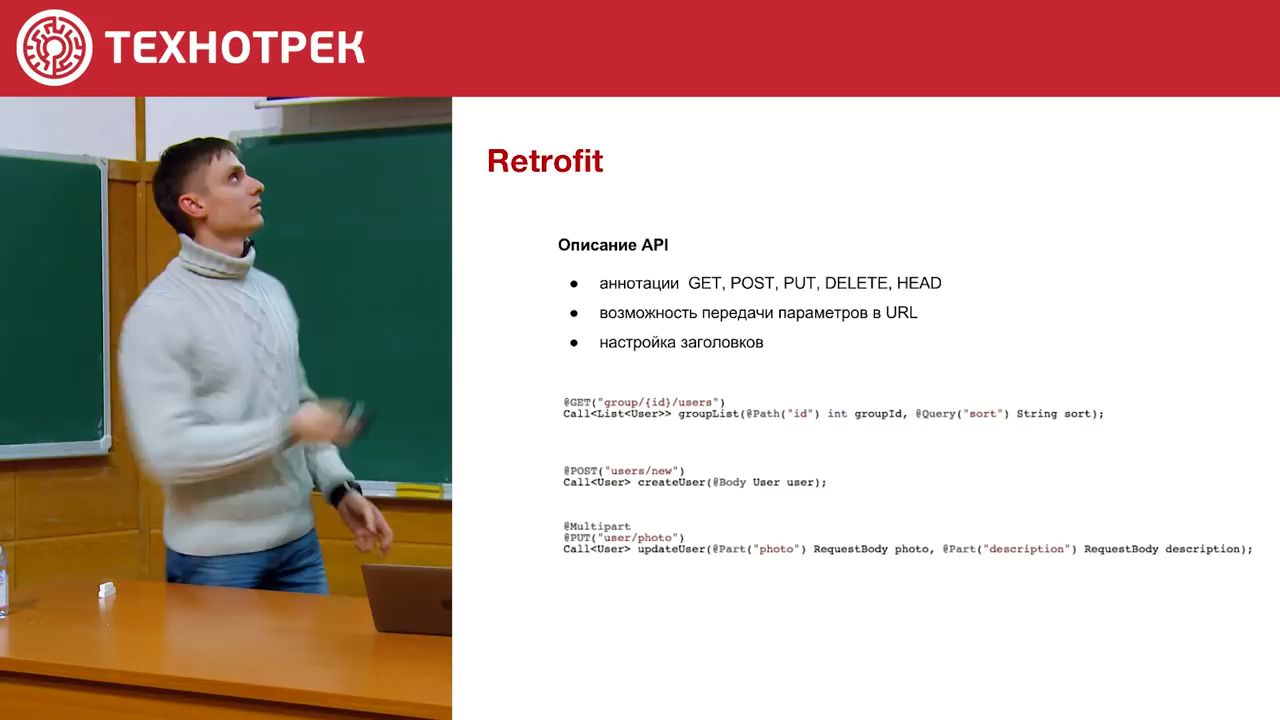 ТЕХНОТРЕК
Retrofit
Описание API
● аннотации GET, POST, PUT, DELETE, HEAD
● возможность передачи параметров в URL
● настройка заголовков
@GET("group/{id}/users")
Call<List<User>> groupList(@Path("id") int groupId, @Query("sort") String sort);
@POST("users/new")
Call<User> createUser(@Body User user);
@Multipart
@PUT("user/photo")
Call<User> updateUser(@Part("photo") RequestBody photo, @Part("description") RequestBody description);